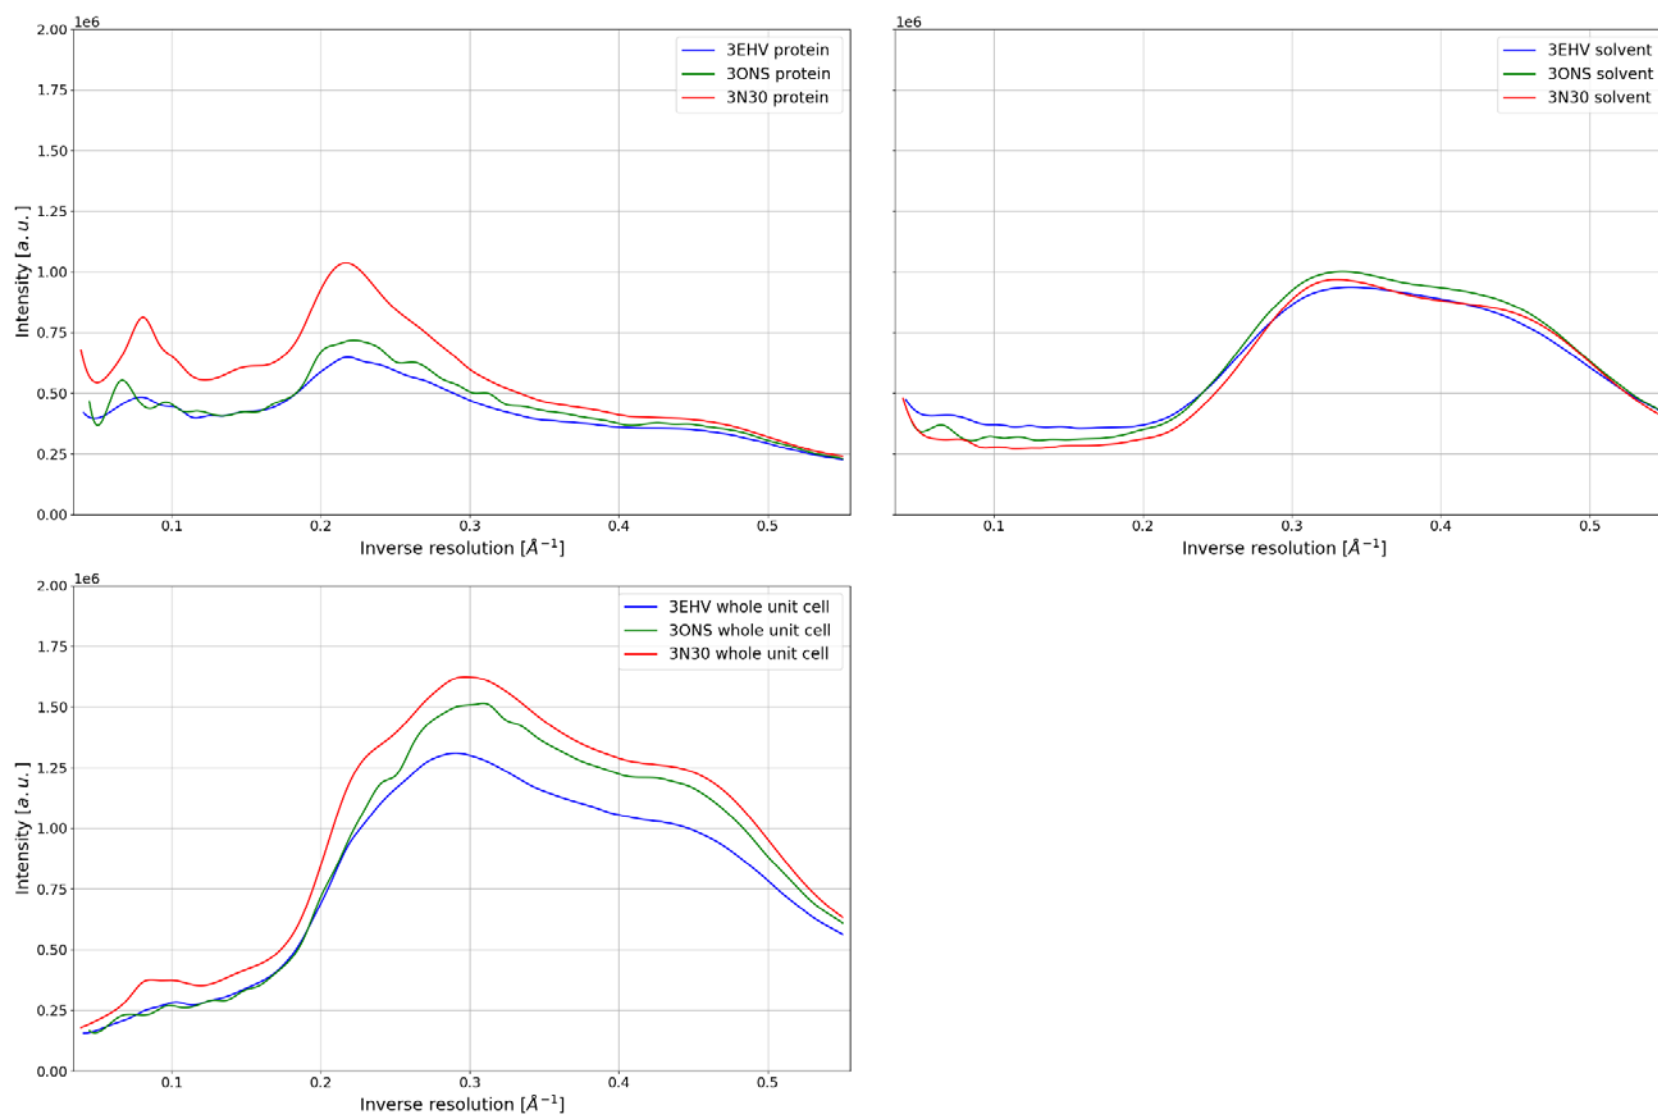 1e6
2.00
1.75
1.50
1.25
1.00
0.75
0.50
0.25
0.00
Intensity [a.u.]
3EHV protein
3ONS protein
3N30 protein
0.1 0.2 0.3 0.4 0.5
Inverse resolution [Å⁻¹]
1e6
3EHV solvent
3ONS solvent
3N30 solvent
0.1 0.2 0.3 0.4 0.5
Inverse resolution [Å⁻¹]
1e6
2.00
1.75
1.50
1.25
1.00
0.75
0.50
0.25
0.00
Intensity [a.u.]
3EHV whole unit cell
3ONS whole unit cell
3N30 whole unit cell
0.1 0.2 0.3 0.4 0.5
Inverse resolution [Å⁻¹]